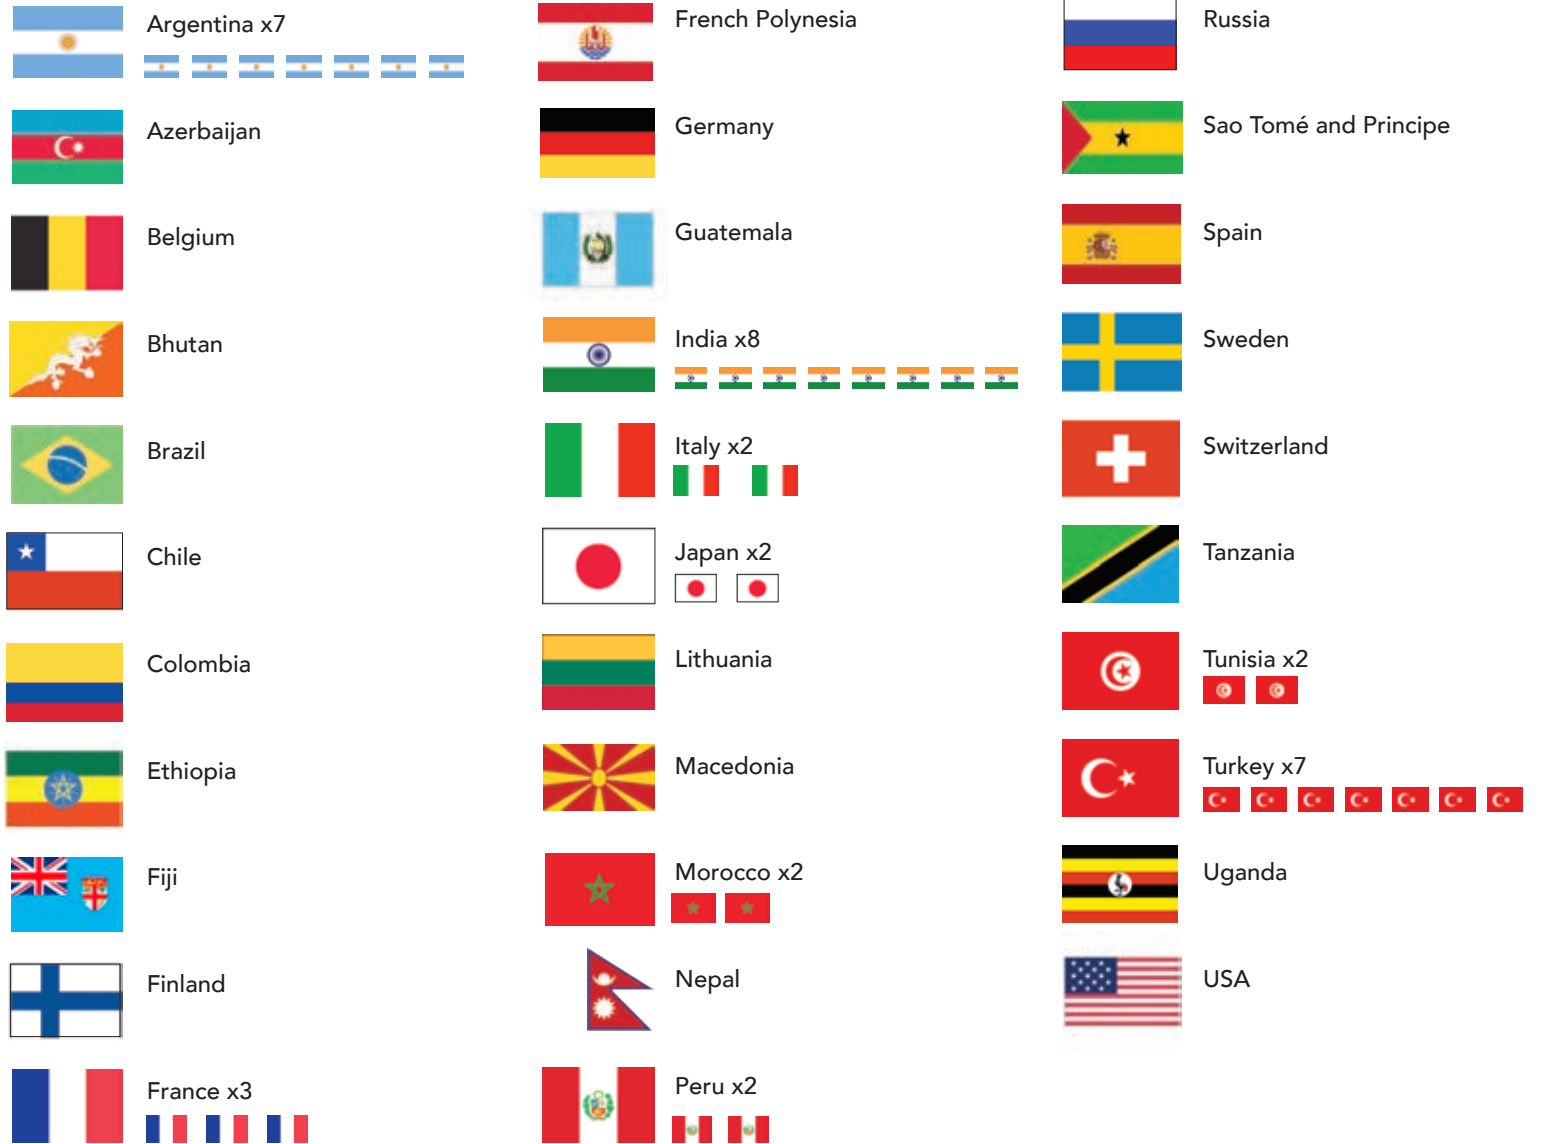 Argentina x7
Azerbaijan
Belgium
Bhutan
Brazil
Chile
Colombia
Ethiopia
Fiji
Finland
France x3
French Polynesia
Germany
Guatemala
India x8
Italy x2
Japan x2
Lithuania
Macedonia
Morocco x2
Nepal
Peru x2
Russia
Sao Tomé and Principe
Spain
Sweden
Switzerland
Tanzania
Tunisia x2
Turkey x7
Uganda
USA